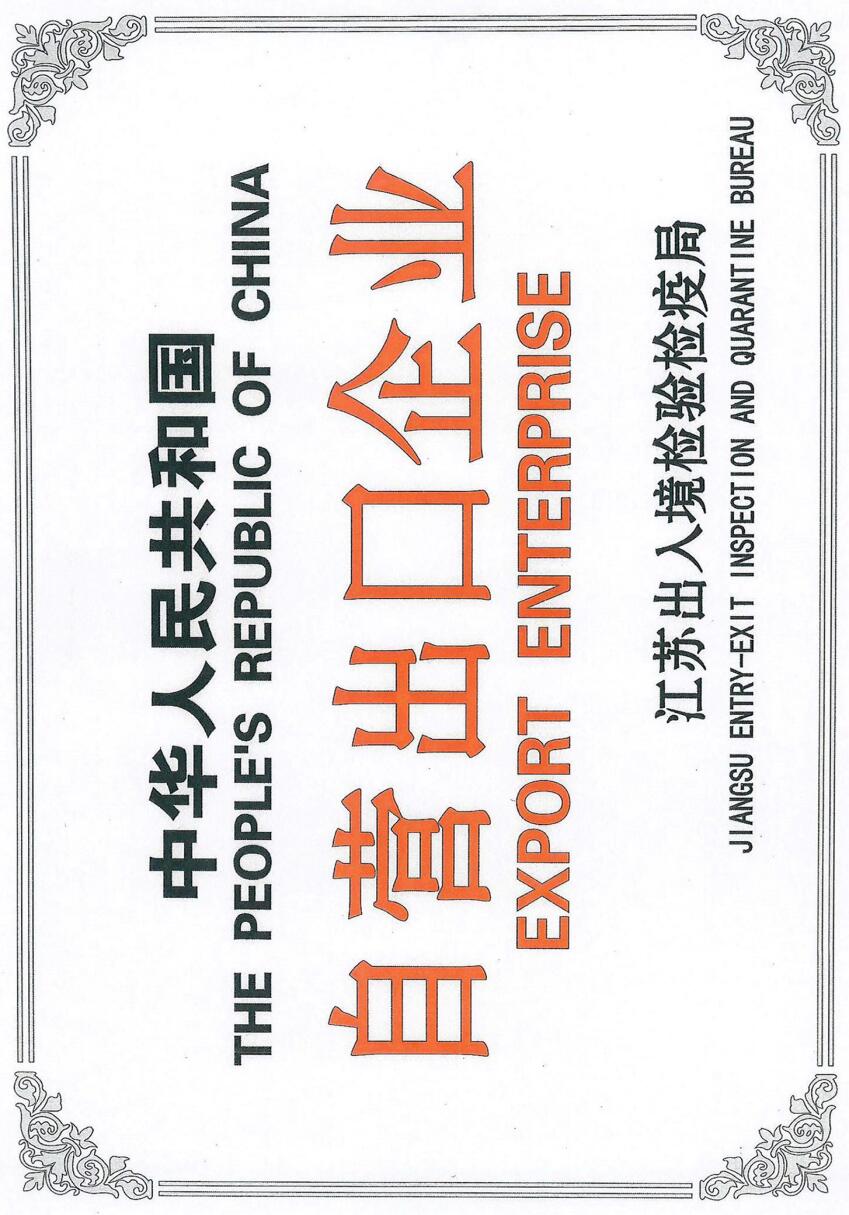 中华人民共和国
THE PEOPLE'S REPUBLIC OF CHINA
自营出口企业
EXPORT ENTERPRISE
江苏出入境检验检疫局
JIANGSU ENTRY-EXIT INSPECTION AND QUARANTINE BUREAU